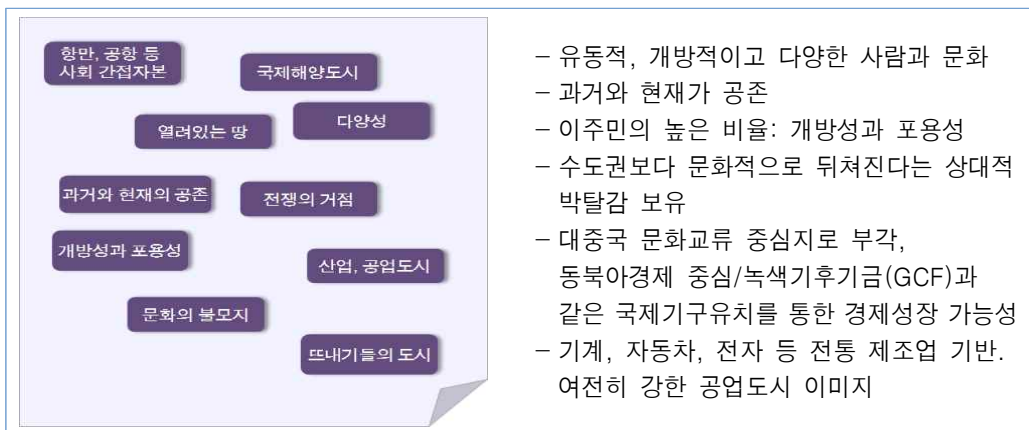 항만, 공항 등
사회 간접자본
국제해양도시
다양성
열려있는 땅
과거와 현재의 공존
전쟁의 거점
개방성과 포용성
산업, 공업도시
문화의 불모지
뜨내기들의 도시
– 유동적, 개방적이고 다양한 사람과 문화
– 과거와 현재가 공존
– 이주민의 높은 비율: 개방성과 포용성
– 수도권보다 문화적으로 뒤쳐진다는 상대적
박탈감 보유
– 대중국 문화교류 중심지로 부각,
동북아경제 중심/녹색기후기금(GCF)과
같은 국제기구유치를 통한 경제성장 가능성
– 기계, 자동차, 전자 등 전통 제조업 기반.
여전히 강한 공업도시 이미지